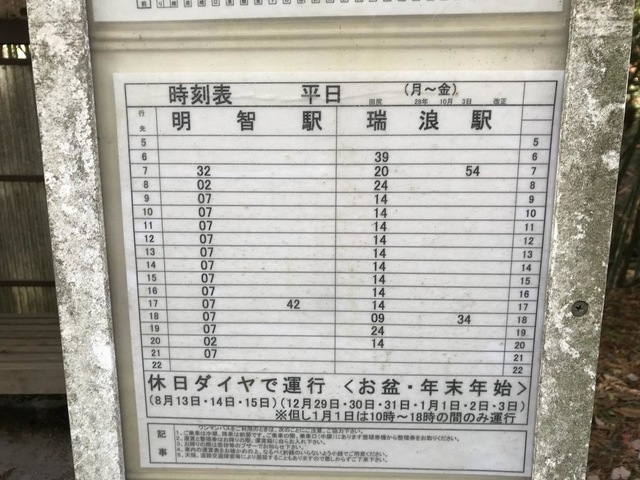 時刻表 平日 (月～金)
田尻 28年 10月 3日 改正
行先 明智駅 瑞浪駅
5 5
6 39 6
7 32 20 54 7
8 02 24 8
9 07 14 9
10 07 14 10
11 07 14 11
12 07 14 12
13 07 14 13
14 07 14 14
15 07 14 15
16 07 14 16
17 07 42 14 17
18 07 09 34 18
19 07 24 19
20 02 14 20
21 07 21
22 22
休日ダイヤで運行 〈お盆・年末年始〉
(8月13日・14日・15日)(12月29日・30日・31日・1月1日・2日・3日)
※但し1月1日は10時～18時の間のみ運行
記事